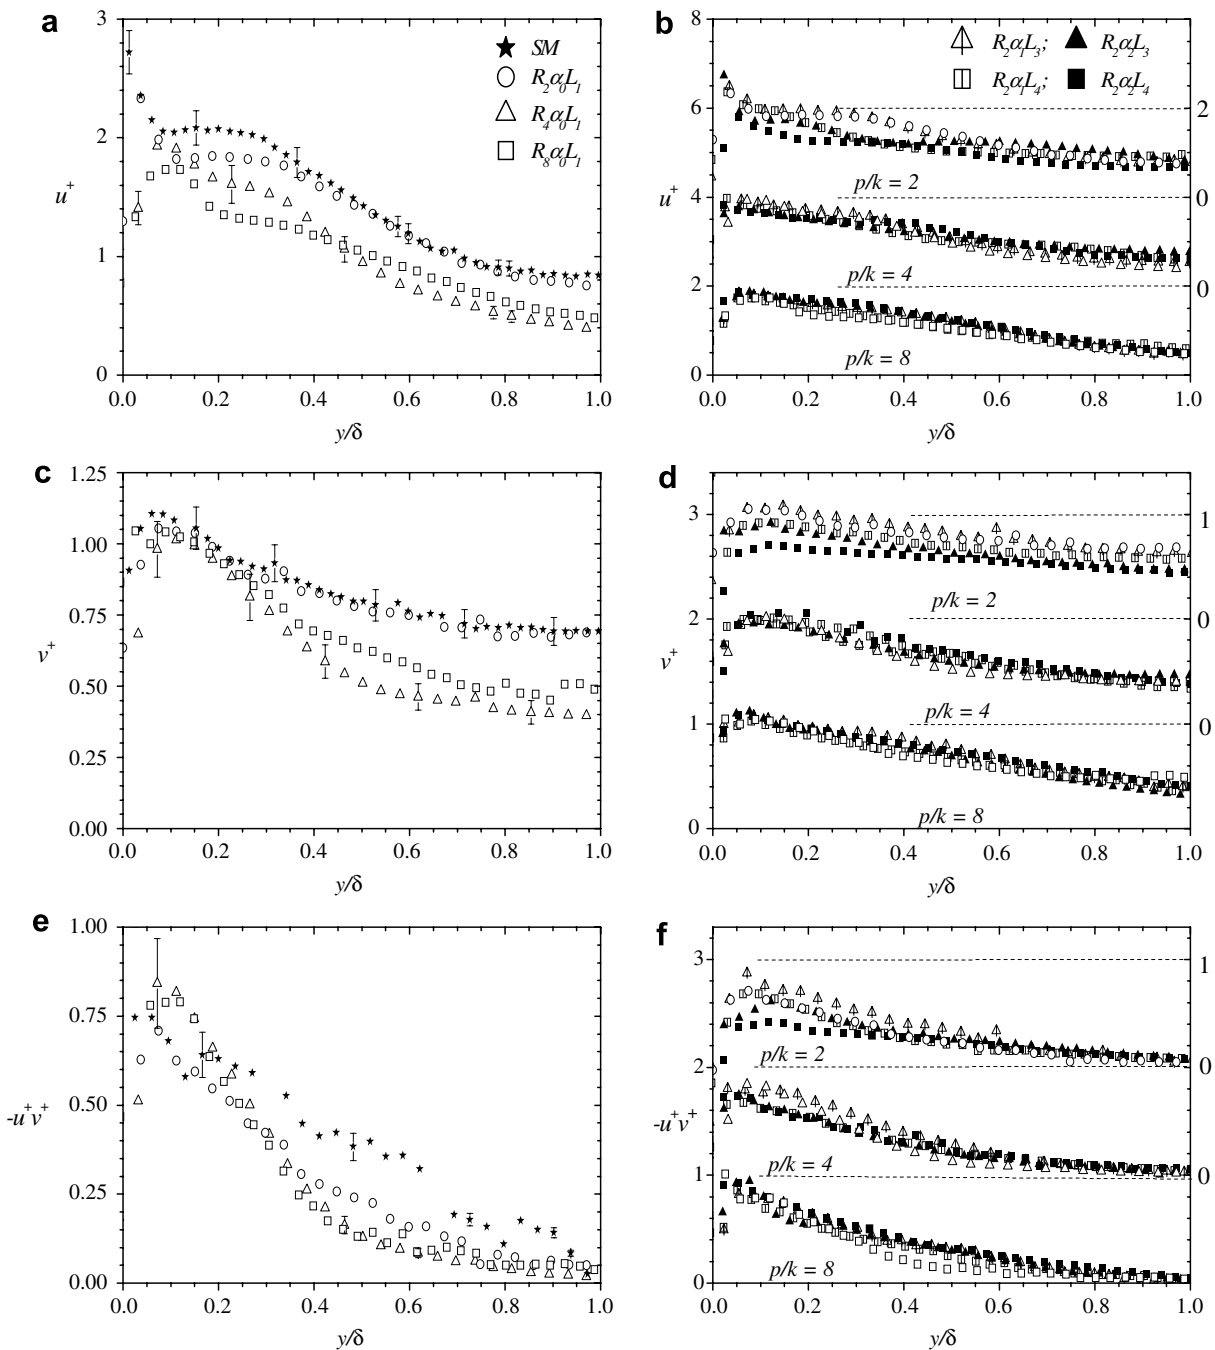 a
3
2
1
0
u⁺
SM
R₂α₀L₁
R₄α₀L₁
R₈α₀L₁
0.0 0.2 0.4 0.6 0.8 1.0
y/δ
b
8
6
4
2
0
u⁺
R₂α₁L₃; R₂α₂L₃
R₂α₁L₄; R₂α₂L₄
2
0
0
p/k = 2
p/k = 4
p/k = 8
0.0 0.2 0.4 0.6 0.8 1.0
y/δ
c
1.25
1.00
0.75
0.50
0.25
0.00
v⁺
0.0 0.2 0.4 0.6 0.8 1.0
y/δ
d
3
2
1
0
v⁺
1
0
0
p/k = 2
p/k = 4
p/k = 8
0.0 0.2 0.4 0.6 0.8 1.0
y/δ
e
1.00
0.75
0.50
0.25
0.00
-u⁺v⁺
0.0 0.2 0.4 0.6 0.8 1.0
y/δ
f
3
2
1
0
-u⁺v⁺
1
0
0
p/k = 2
p/k = 4
p/k = 8
0.0 0.2 0.4 0.6 0.8 1.0
y/δ